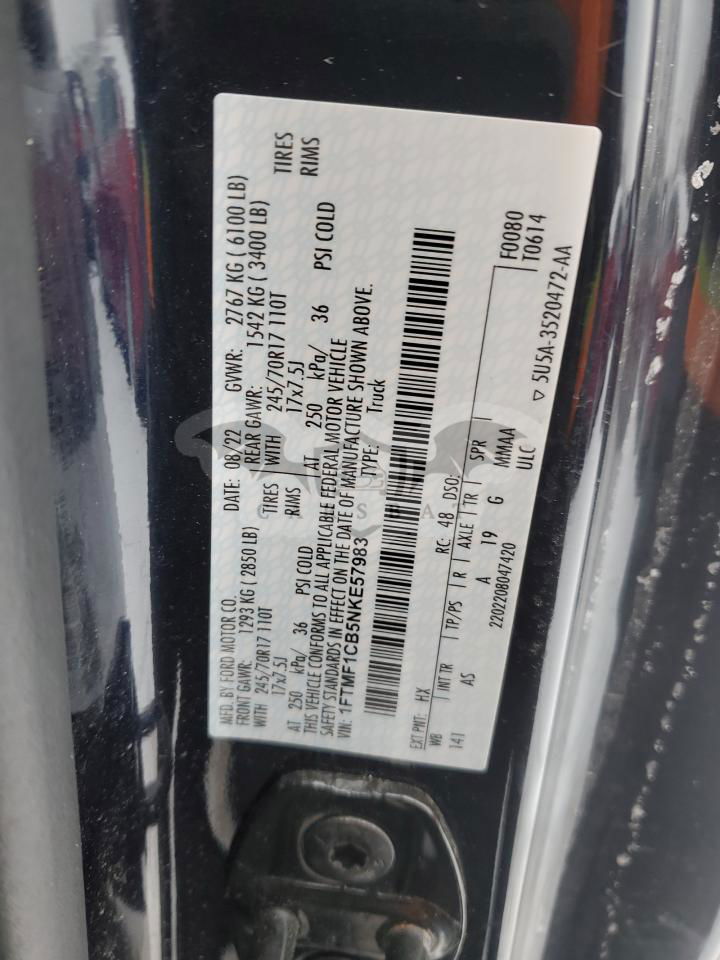 MFD. BY FORD MOTOR CO.
DATE: 08/22 GVWR: 2767 KG ( 6100 LB)
FRONT GAWR: 1293 KG ( 2850 LB) REAR GAWR: 1542 KG ( 3400 LB)
WITH 245/70R17 110T TIRES WITH 245/70R17 110T TIRES
17x7.5J RIMS 17x7.5J RIMS
AT 250 kPa/ 36 PSI COLD AT 250 kPa/ 36 PSI COLD
THIS VEHICLE CONFORMS TO ALL APPLICABLE FEDERAL MOTOR VEHICLE
SAFETY STANDARDS IN EFFECT ON THE DATE OF MANUFACTURE SHOWN ABOVE.
VIN: 1FTMF1CB5NKE57983 TYPE: Truck
EXT PNT: HX RC: 48 DSO: F0080
WB INT TR TP/PS R AXLE TR SPR T0614
141 AS A 19 G MMAA
2202208047420 ULC ▽ 5U5A-3520472-AA